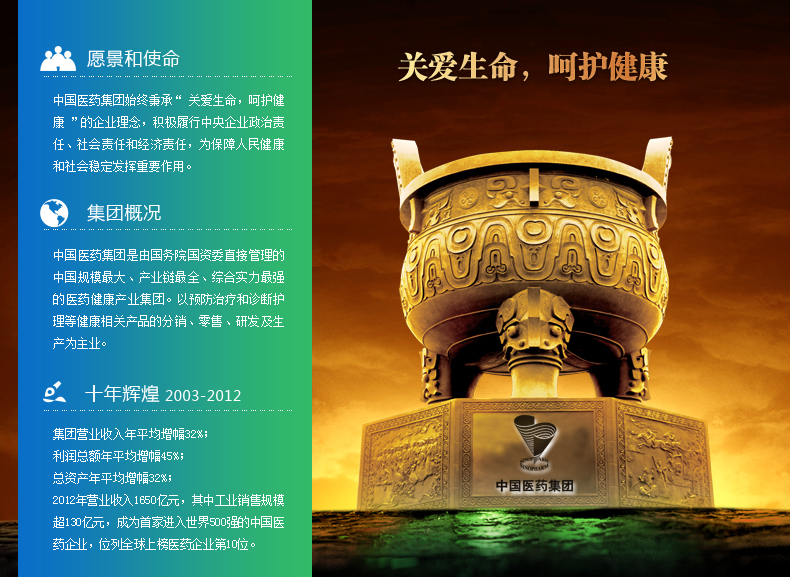 愿景和使命
中国医药集团始终秉承“ 关爱生命，呵护健
康 ”的企业理念，积极履行中央企业政治责
任、社会责任和经济责任，为保障人民健康
和社会稳定发挥重要作用。
集团概况
中国医药集团是由国务院国资委直接管理的
中国规模最大、产业链最全、综合实力最强
的医药健康产业集团。以预防治疗和诊断护
理等健康相关产品的分销、零售、研发及生
产为主业。
十年辉煌 2003-2012
集团营业收入年平均增幅32%；
利润总额年平均增幅45%；
总资产年平均增幅32%；
2012年营业收入1650亿元，其中工业销售规模
超130亿元，成为首家进入世界500强的中国医
药企业，位列全球上榜医药企业第10位。
关爱生命，呵护健康
中国医药集团